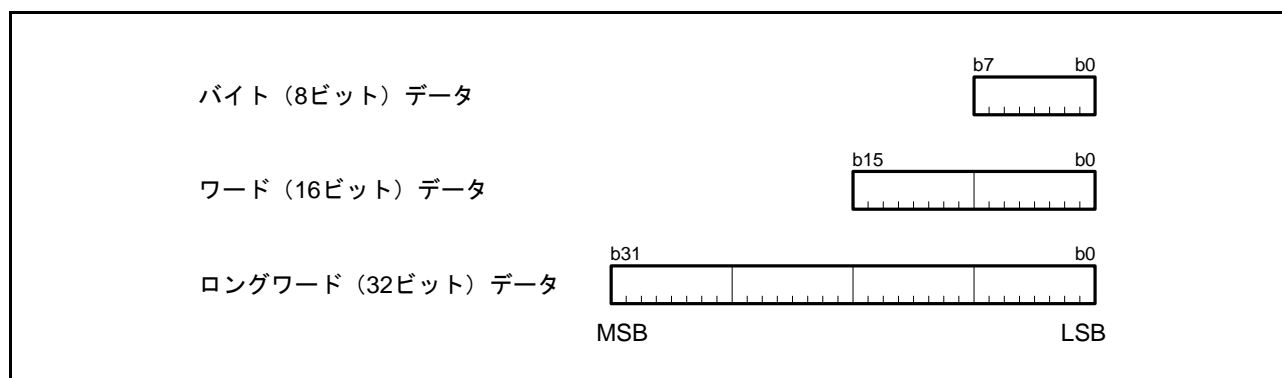 b7 b0
バイト（8ビット）データ
b15 b0
ワード（16ビット）データ
b31 b0
ロングワード（32ビット）データ
MSB LSB